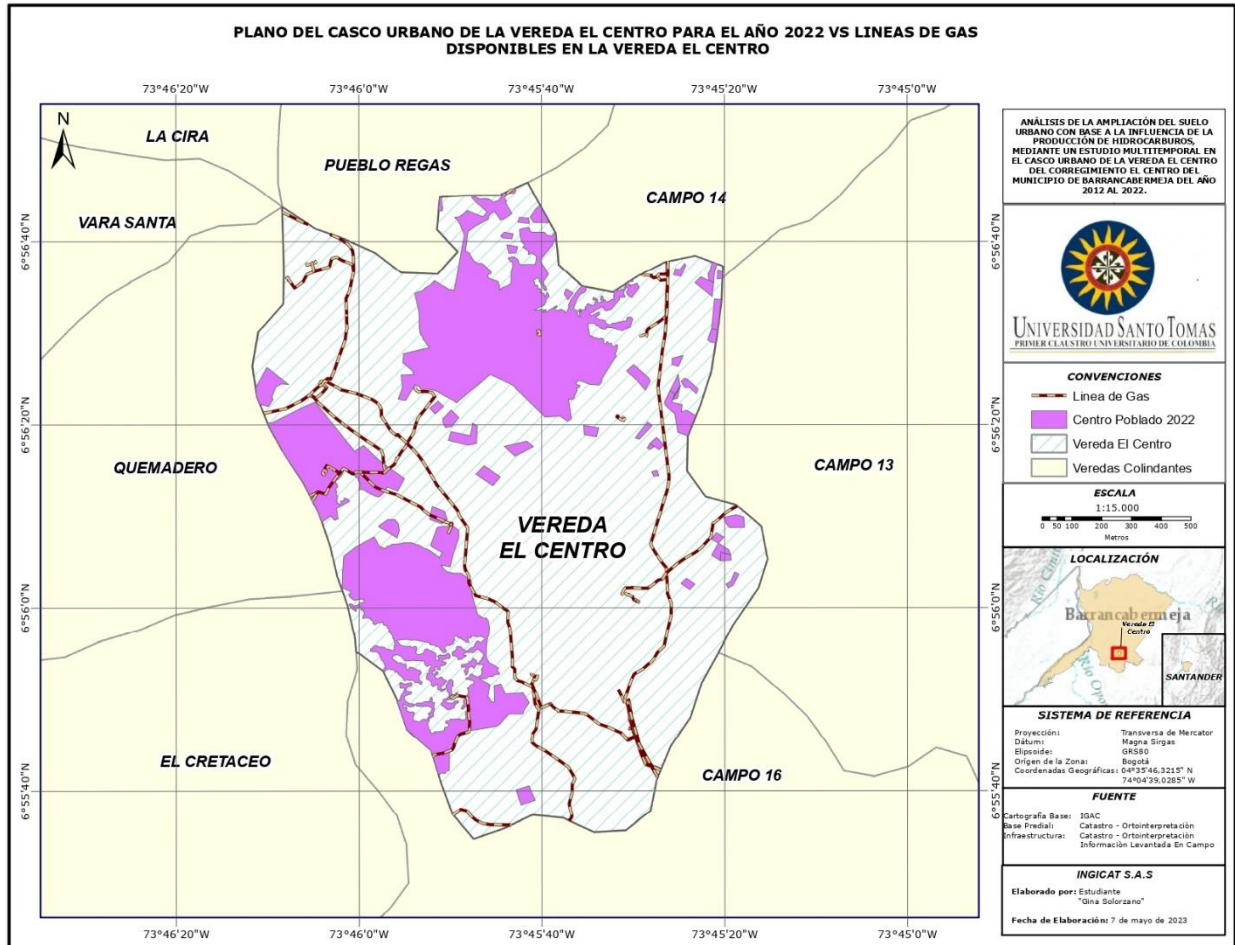 PLANO DEL CASCO URBANO DE LA VEREDA EL CENTRO PARA EL AÑO 2022 VS LINEAS DE GAS
DISPONIBLES EN LA VEREDA EL CENTRO
73°46'20"W
73°46'0"W
73°45'40"W
73°45'20"W
73°45'0"W
N
LA CIRA
PUEBLO REGAS
CAMPO 14
VARA SANTA
6°56'40"N
6°56'40"N
6°56'20"N
6°56'20"N
QUEMADERO
CAMPO 13
VEREDA
EL CENTRO
6°56'0"N
6°56'0"N
EL CRETACEO
CAMPO 16
6°55'40"N
6°55'40"N
73°46'20"W
73°46'0"W
73°45'40"W
73°45'20"W
73°45'0"W
ANÁLISIS DE LA AMPLIACIÓN DEL SUELO
URBANO CON BASE A LA INFLUENCIA DE LA
PRODUCCIÓN DE HIDROCARBUROS,
MEDIANTE UN ESTUDIO MULTITEMPORAL EN
EL CASCO URBANO DE LA VEREDA EL CENTRO
DEL CORREGIMIENTO EL CENTRO DEL
MUNICIPIO DE BARRANCABERMEJA DEL AÑO
2012 AL 2022.
UNIVERSIDAD SANTO TOMAS
PRIMER CLAUSTRO UNIVERSITARIO DE COLOMBIA
CONVENCIONES
Linea de Gas
Centro Poblado 2022
Vereda El Centro
Veredas Colindantes
ESCALA
1:15.000
0 50 100 200 300 400 500
Metros
LOCALIZACIÓN
Barrancabermeja
Vereda El
Centro
Río Opo
SANTANDER
SISTEMA DE REFERENCIA
Proyección: Transversa de Mercator
Dátum: Magna Sirgas
Elipsoide: GRS80
Orígen de la Zona: Bogotá
Coordenadas Geográficas: 04°35'46,3215" N
74°04'39,0285" W
FUENTE
Cartografía Base: IGAC
Base Predial: Catastro - Ortointerpretación
Infraestructura: Catastro - Ortointerpretación
Información Levantada En Campo
INGICAT S.A.S
Elaborado por: Estudiante
"Gina Solorzano"
Fecha de Elaboración: 7 de mayo de 2023